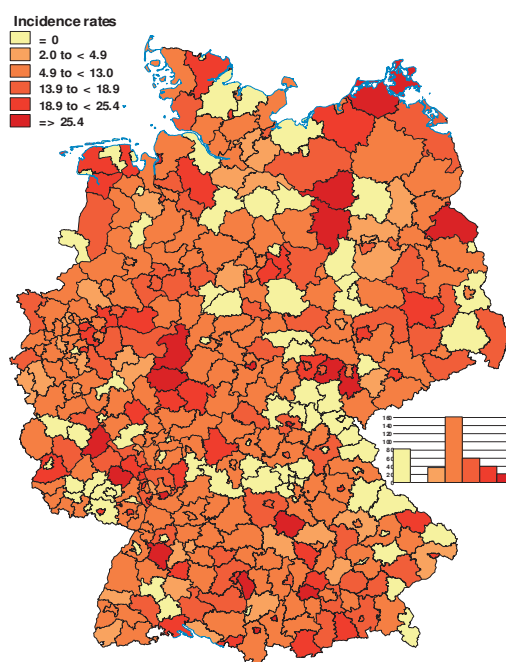 Incidence rates
= 0
2.0 to < 4.9
4.9 to < 13.0
13.9 to < 18.9
18.9 to < 25.4
=> 25.4
160
140
120
100
80
60
40
20
0